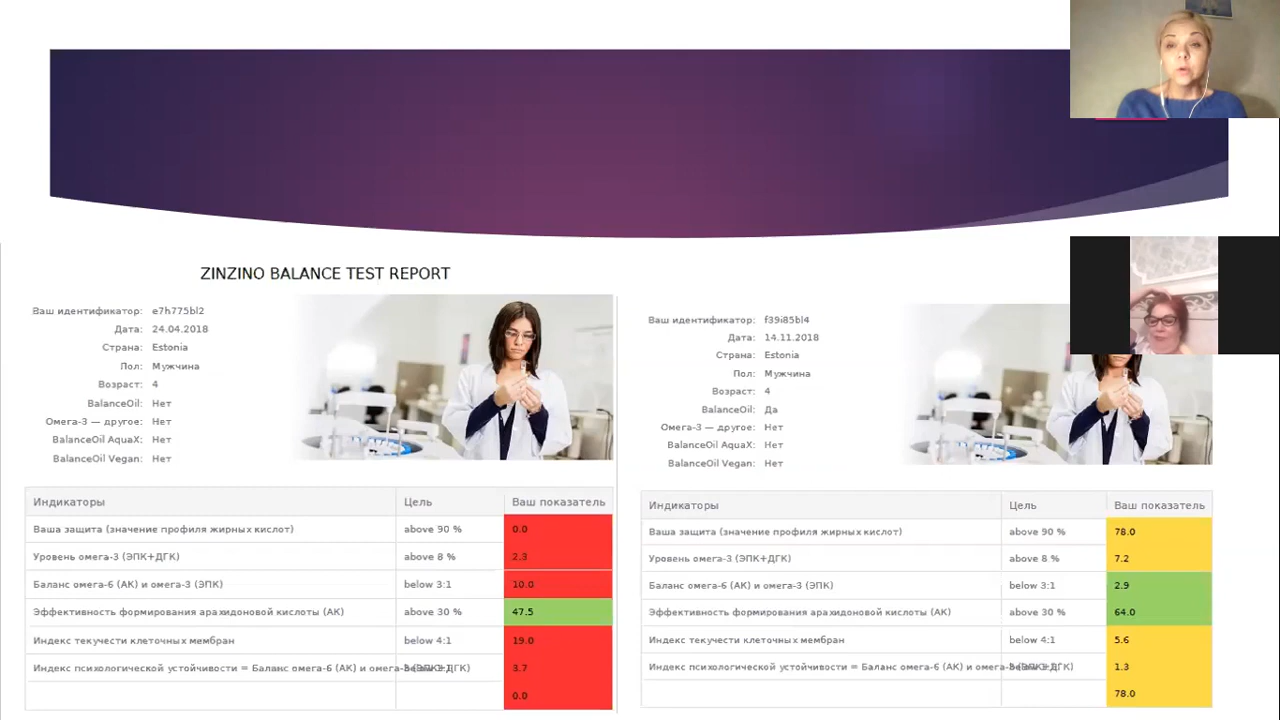 ZINZINO BALANCE TEST REPORT
Ваш идентификатор: e7h775bl2
Дата: 24.04.2018
Страна: Estonia
Пол: Мужчина
Возраст: 4
BalanceOil: Нет
Омега-3 — другое: Нет
BalanceOil AquaX: Нет
BalanceOil Vegan: Нет
Индикаторы Цель Ваш показатель
Ваша защита (значение профиля жирных кислот) above 90 % 0.0
Уровень омега-3 (ЭПК+ДГК) above 8 % 2.3
Баланс омега-6 (АК) и омега-3 (ЭПК) below 3:1 10.0
Эффективность формирования арахидоновой кислоты (АК) above 30 % 47.5
Индекс текучести клеточных мембран below 4:1 19.0
Индекс психологической устойчивости = Баланс омега-6 (АК) и 3.7
0.0
Ваш идентификатор: f39i85bl4
Дата: 14.11.2018
Страна: Estonia
Пол: Мужчина
Возраст: 4
BalanceOil: Да
Омега-3 — другое: Нет
BalanceOil AquaX: Нет
BalanceOil Vegan: Нет
Индикаторы Цель Ваш показатель
Ваша защита (значение профиля жирных кислот) above 90 % 78.0
Уровень омега-3 (ЭПК+ДГК) above 8 % 7.2
Баланс омега-6 (АК) и омега-3 (ЭПК) below 3:1 2.9
Эффективность формирования арахидоновой кислоты (АК) above 30 % 64.0
Индекс текучести клеточных мембран below 4:1 5.6
Индекс психологической устойчивости = Баланс омега-6 (АК) и 1.3
78.0